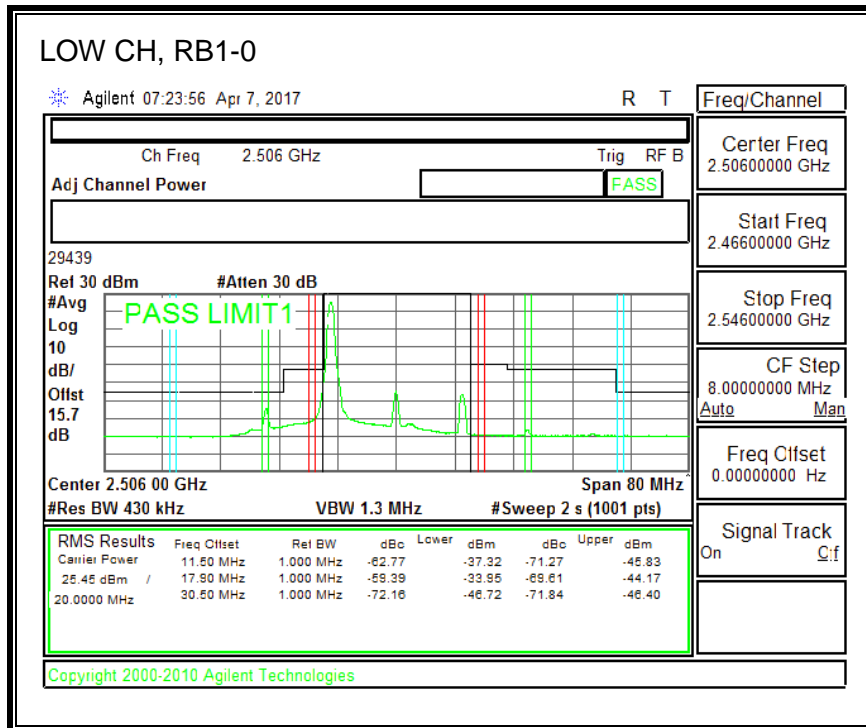 LOW CH, RB1-0
Agilent 07:23:56 Apr 7, 2017 R T
Freq/Channel
Ch Freq 2.506 GHz Trig RF B
Adj Channel Power
PASS
Center Freq
2.50600000 GHz
Start Freq
2.46600000 GHz
Stop Freq
2.54600000 GHz
CF Step
8.00000000 MHz
Auto Man
Freq Offset
0.00000000 Hz
Signal Track
On Off
29439
Ref 30 dBm #Atten 30 dB
#Avg
Log
10
dB/
Offst
15.7
dB
PASS LIMIT1
Center 2.506 00 GHz Span 80 MHz
#Res BW 430 kHz VBW 1.3 MHz #Sweep 2 s (1001 pts)
RMS Results Freq Offset Ref BW dBc Lower dBm dBc Upper dBm
Carrier Power 11.50 MHz 1.000 MHz -62.77 -37.32 -71.27 -45.83
25.45 dBm / 17.90 MHz 1.000 MHz -59.39 -33.95 -69.61 -44.17
20.0000 MHz 30.50 MHz 1.000 MHz -72.16 -46.72 -71.84 -46.40
Copyright 2000-2010 Agilent Technologies